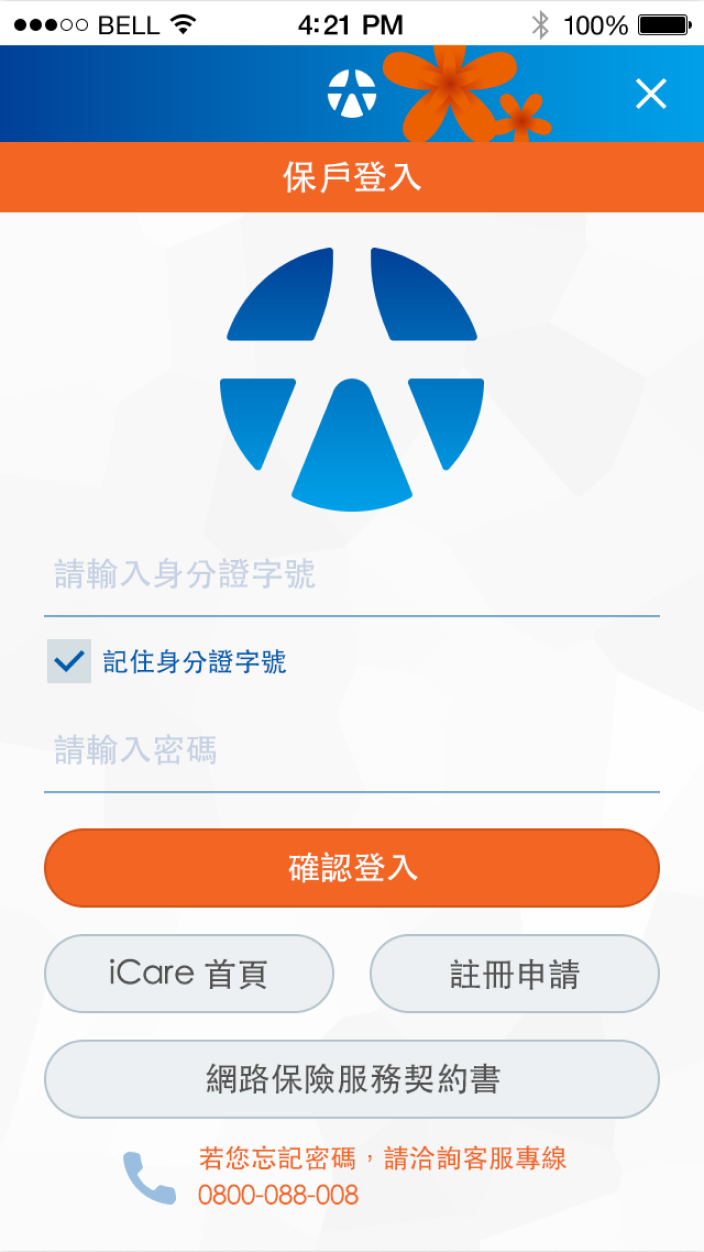 BELL 4:21 PM 100%
保戶登入
請輸入身分證字號
記住身分證字號
請輸入密碼
確認登入
iCare 首頁
註冊申請
網路保險服務契約書
若您忘記密碼，請洽詢客服專線
0800-088-008